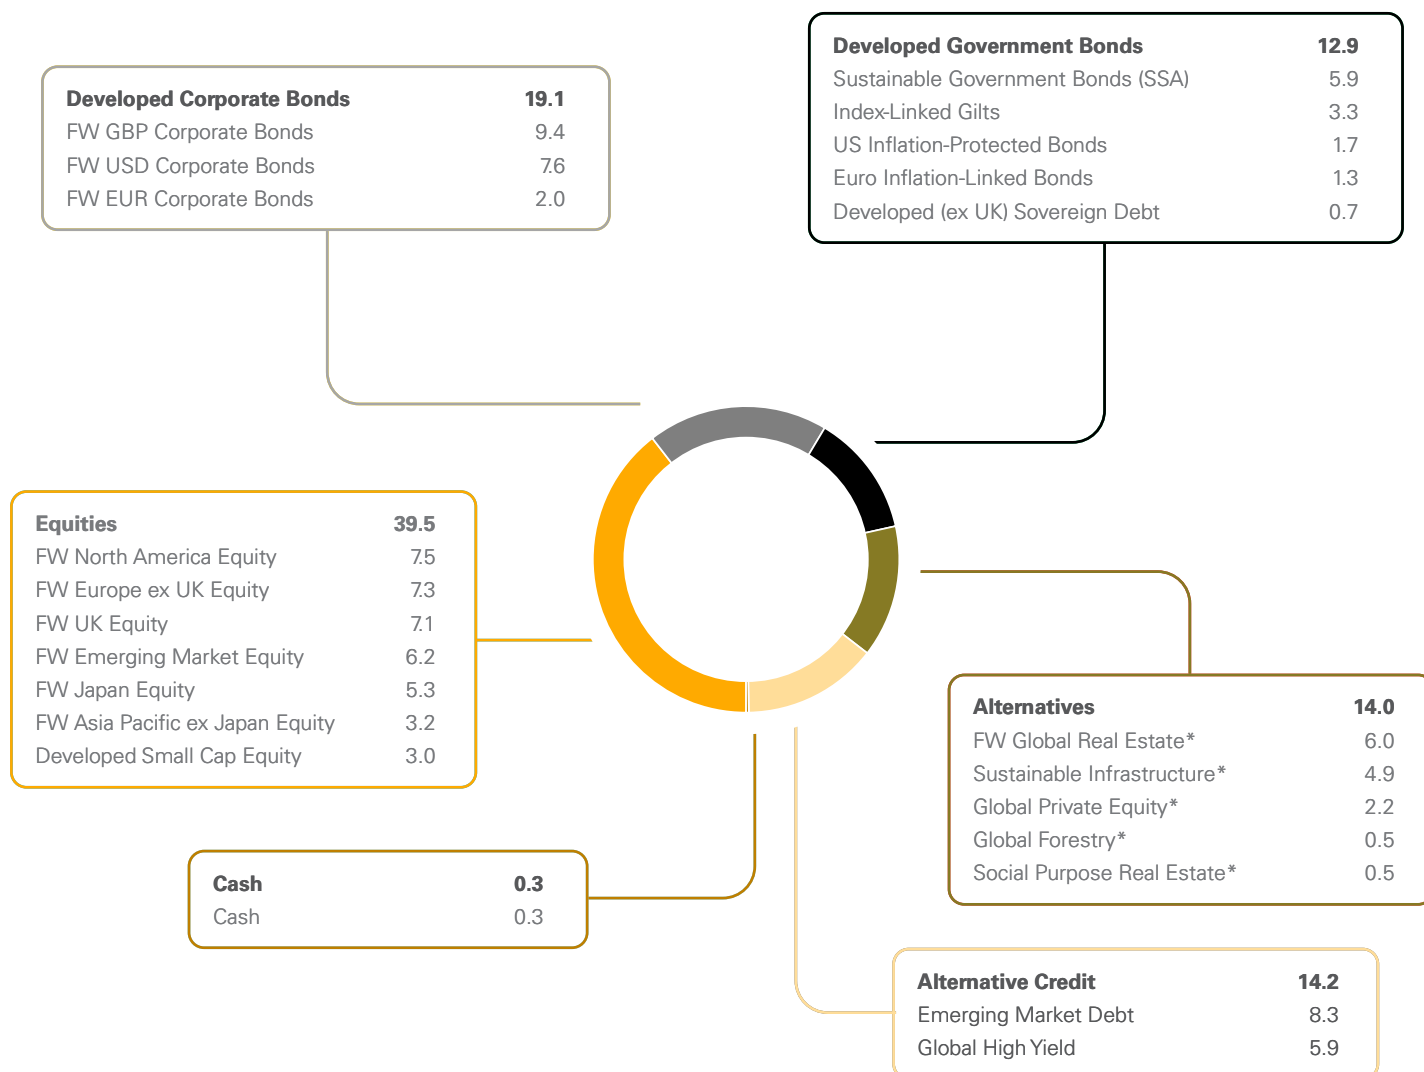 Developed Government Bonds 12.9
Sustainable Government Bonds (SSA) 5.9
Index-Linked Gilts 3.3
US Inflation-Protected Bonds 1.7
Euro Inflation-Linked Bonds 1.3
Developed (ex UK) Sovereign Debt 0.7
Developed Corporate Bonds 19.1
FW GBP Corporate Bonds 9.4
FW USD Corporate Bonds 7.6
FW EUR Corporate Bonds 2.0
Equities 39.5
FW North America Equity 7.5
FW Europe ex UK Equity 7.3
FW UK Equity 7.1
FW Emerging Market Equity 6.2
FW Japan Equity 5.3
FW Asia Pacific ex Japan Equity 3.2
Developed Small Cap Equity 3.0
Alternatives 14.0
FW Global Real Estate* 6.0
Sustainable Infrastructure* 4.9
Global Private Equity* 2.2
Global Forestry* 0.5
Social Purpose Real Estate* 0.5
Cash 0.3
Cash 0.3
Alternative Credit 14.2
Emerging Market Debt 8.3
Global High Yield 5.9